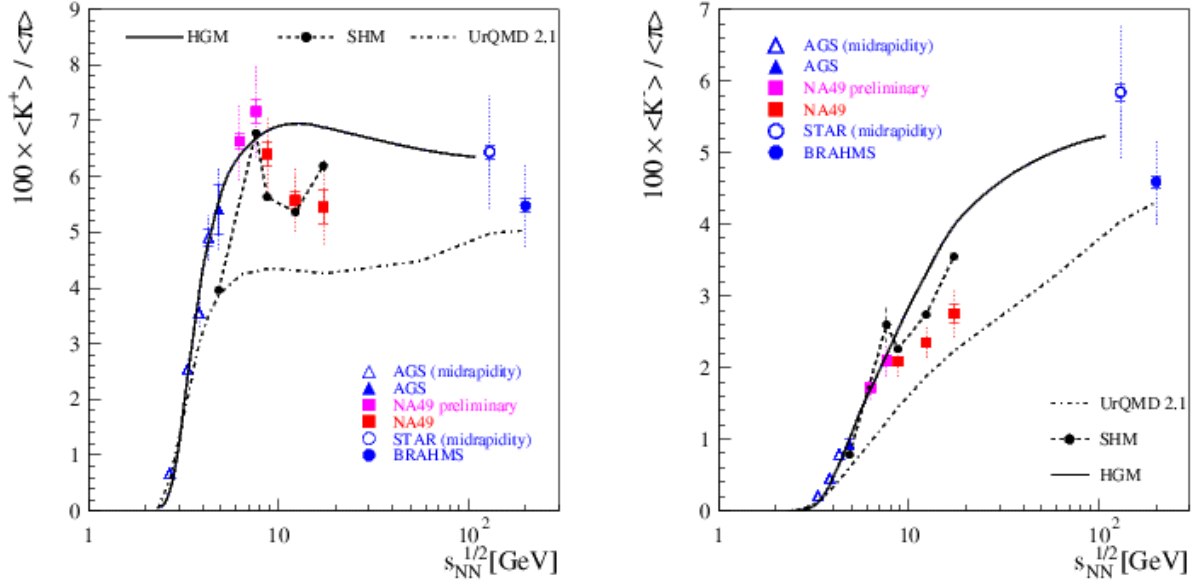 100 × <K⁺> / <π>
9
8
7
6
5
4
3
2
1
0
HGM SHM UrQMD 2.1
AGS (midrapidity)
AGS
NA49 preliminary
NA49
STAR (midrapidity)
BRAHMS
1 10 10²
s_NN^1/2 [GeV]
100 × <K⁻> / <π>
7
6
5
4
3
2
1
0
AGS (midrapidity)
AGS
NA49 preliminary
NA49
STAR (midrapidity)
BRAHMS
UrQMD 2.1
SHM
HGM
1 10 10²
s_NN^1/2 [GeV]